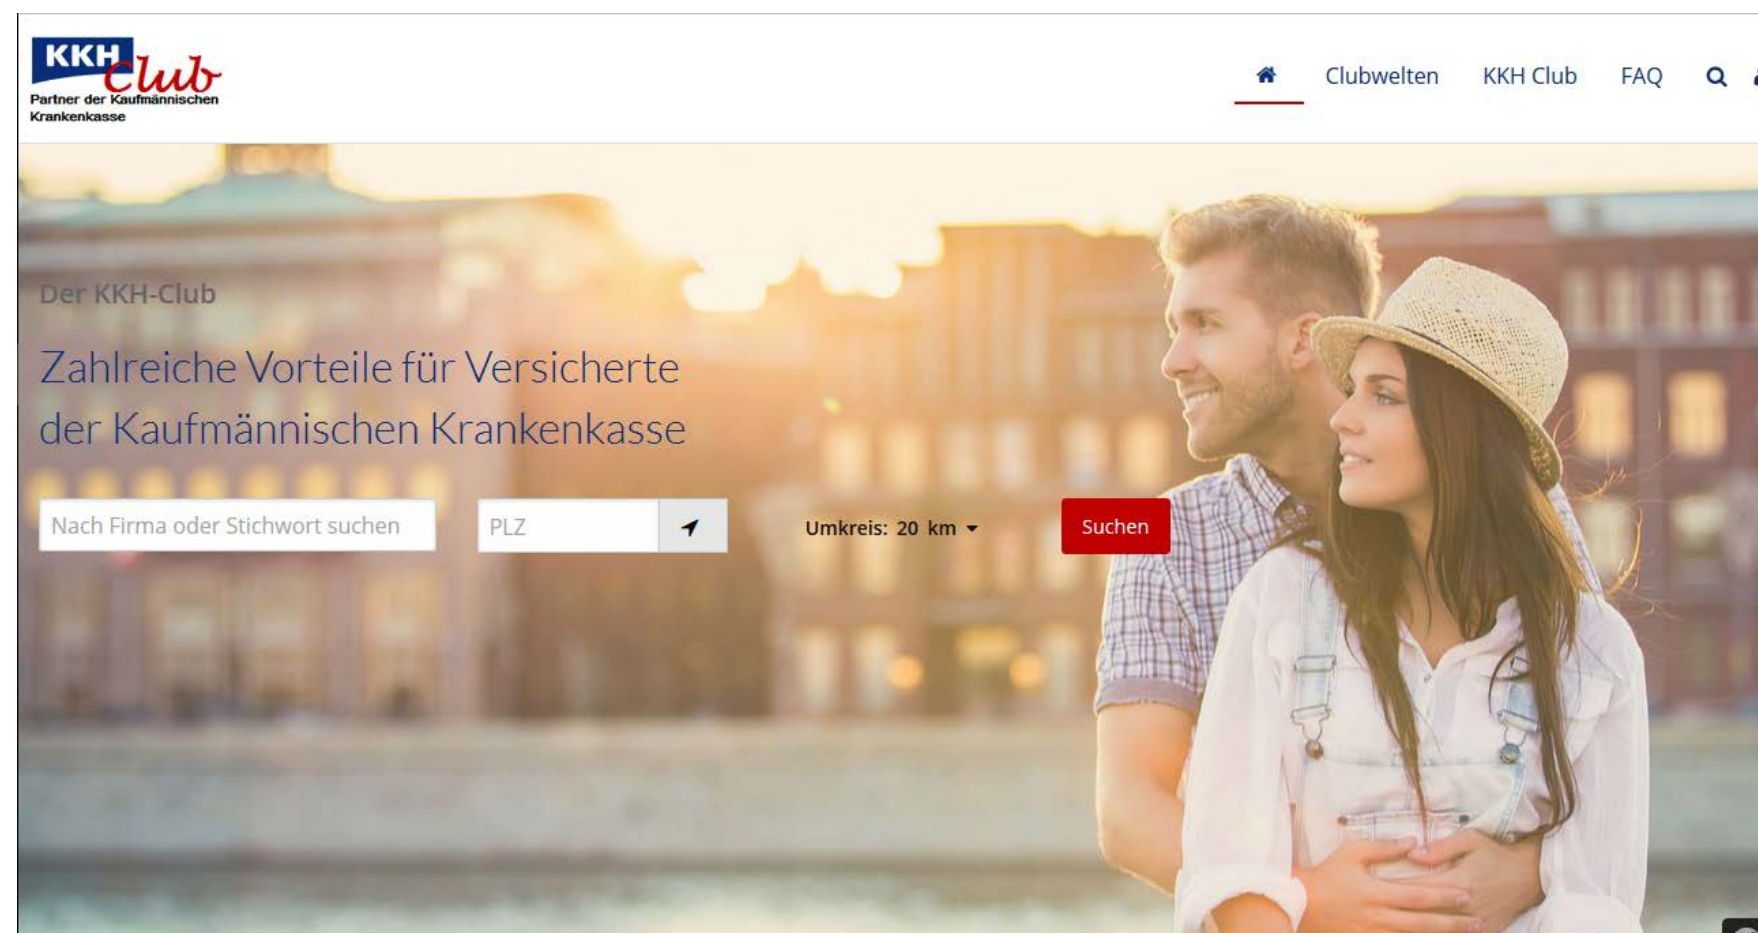 KKH Club
Partner der Kaufmännischen
Krankenkasse
Clubwelten
KKH Club
FAQ
Der KKH-Club
Zahlreiche Vorteile für Versicherte
der Kaufmännischen Krankenkasse
Nach Firma oder Stichwort suchen
PLZ
Umkreis: 20 km
Suchen